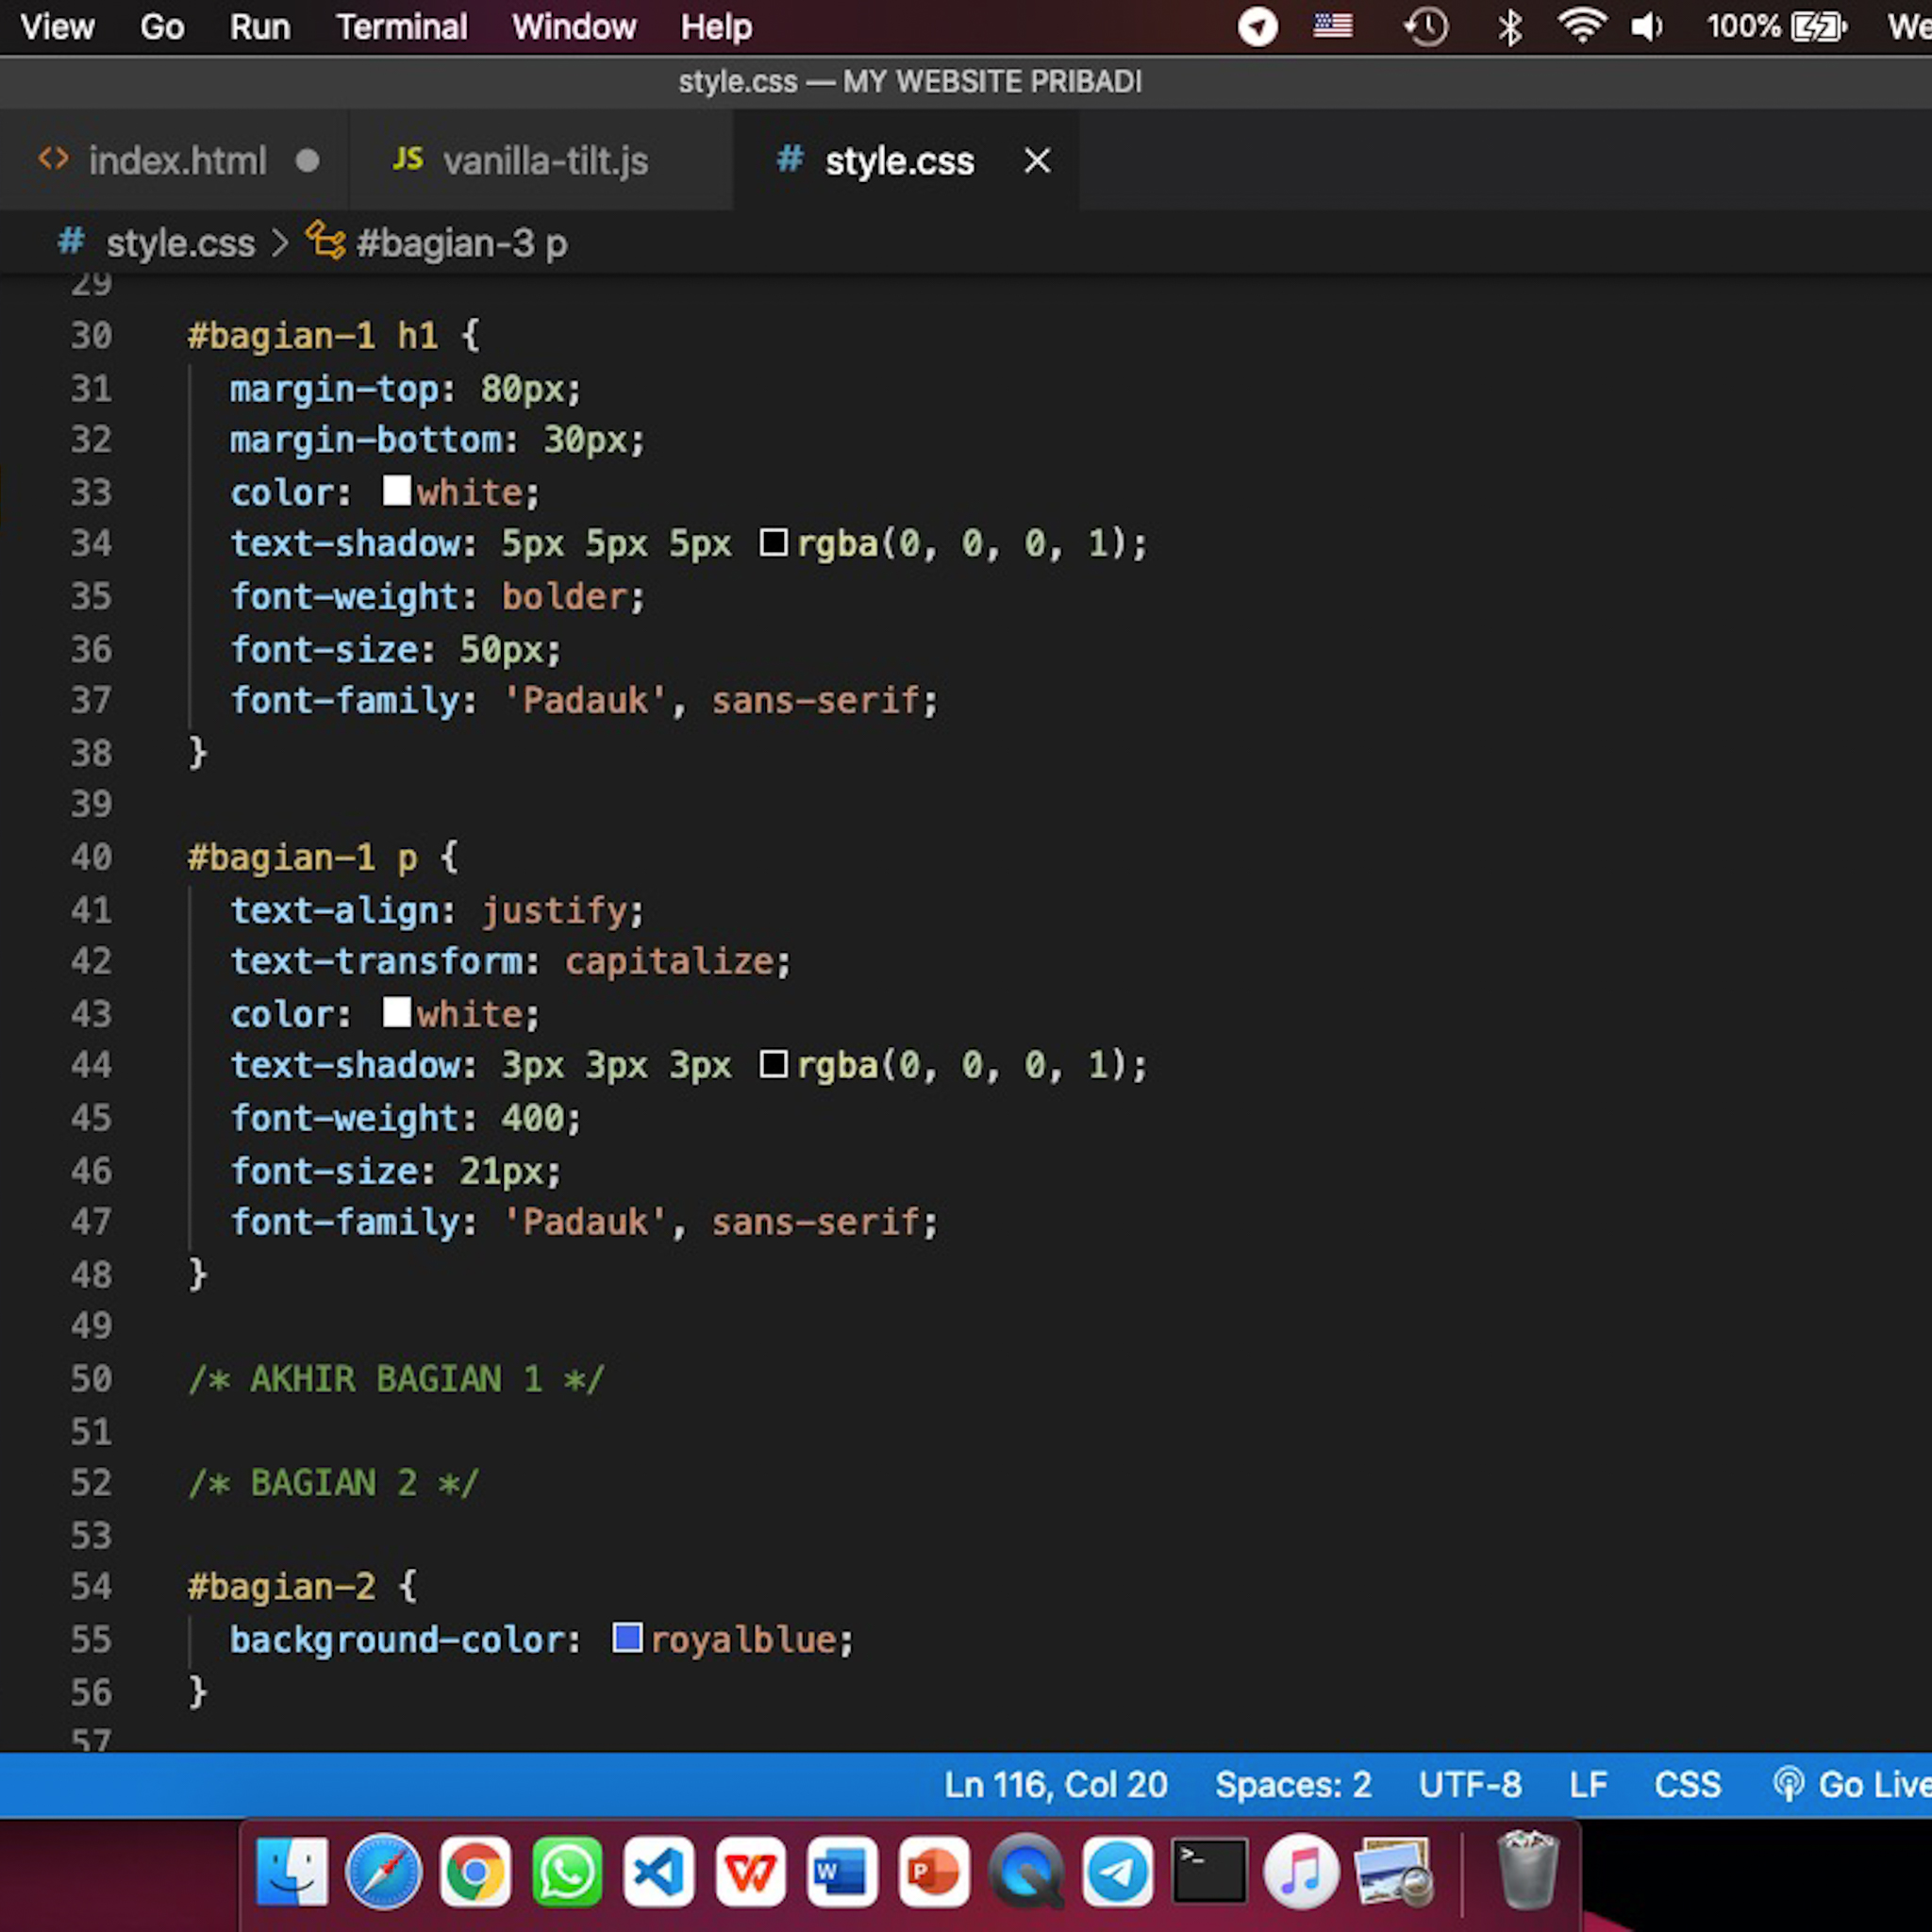 View Go Run Terminal Window Help 100%
style.css — MY WEBSITE PRIBADI
<> index.html JS vanilla-tilt.js # style.css
# style.css > #bagian-3 p
29
30 #bagian-1 h1 {
31 margin-top: 80px;
32 margin-bottom: 30px;
33 color: white;
34 text-shadow: 5px 5px 5px rgba(0, 0, 0, 1);
35 font-weight: bolder;
36 font-size: 50px;
37 font-family: 'Padauk', sans-serif;
38 }
39
40 #bagian-1 p {
41 text-align: justify;
42 text-transform: capitalize;
43 color: white;
44 text-shadow: 3px 3px 3px rgba(0, 0, 0, 1);
45 font-weight: 400;
46 font-size: 21px;
47 font-family: 'Padauk', sans-serif;
48 }
49
50 /* AKHIR BAGIAN 1 */
51
52 /* BAGIAN 2 */
53
54 #bagian-2 {
55 background-color: royalblue;
56 }
57
Ln 116, Col 20 Spaces: 2 UTF-8 LF CSS Go Live